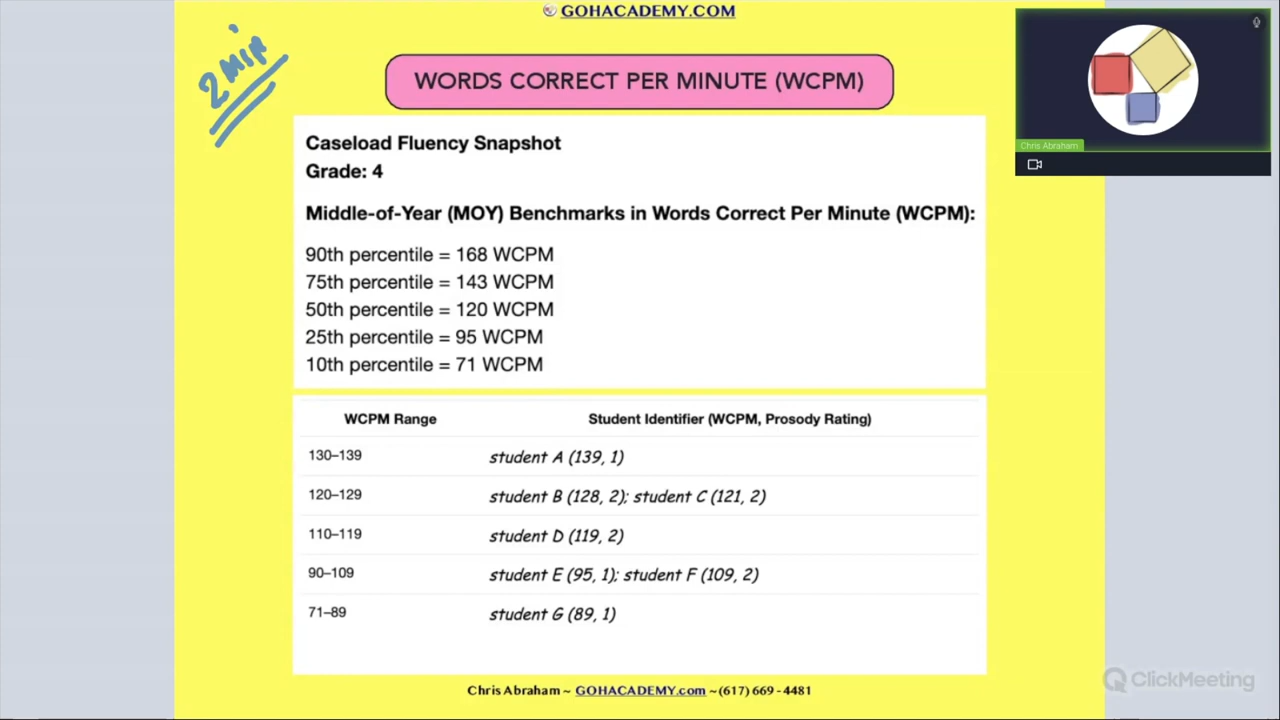 GOHACADEMY.COM
2 min
WORDS CORRECT PER MINUTE (WCPM)
Chris Abraham
Caseload Fluency Snapshot
Grade: 4
Middle-of-Year (MOY) Benchmarks in Words Correct Per Minute (WCPM):
90th percentile = 168 WCPM
75th percentile = 143 WCPM
50th percentile = 120 WCPM
25th percentile = 95 WCPM
10th percentile = 71 WCPM
WCPM Range Student Identifier (WCPM, Prosody Rating)
130–139 student A (139, 1)
120–129 student B (128, 2); student C (121, 2)
110–119 student D (119, 2)
90–109 student E (95, 1); student F (109, 2)
71–89 student G (89, 1)
Chris Abraham ~ GOHACADEMY.com ~(617) 669 - 4481
ClickMeeting